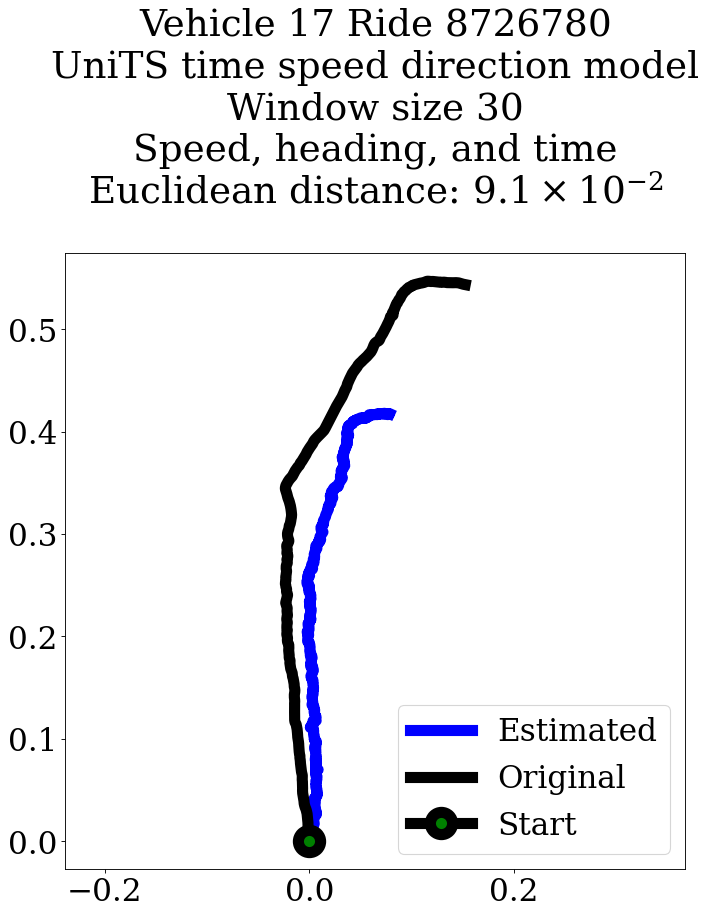 Vehicle 17 Ride 8726780
UniTS time speed direction model
Window size 30
Speed, heading, and time
Euclidean distance: 9.1 × 10⁻²
0.5
0.4
0.3
0.2
0.1
0.0
−0.2 0.0 0.2
Estimated
Original
Start